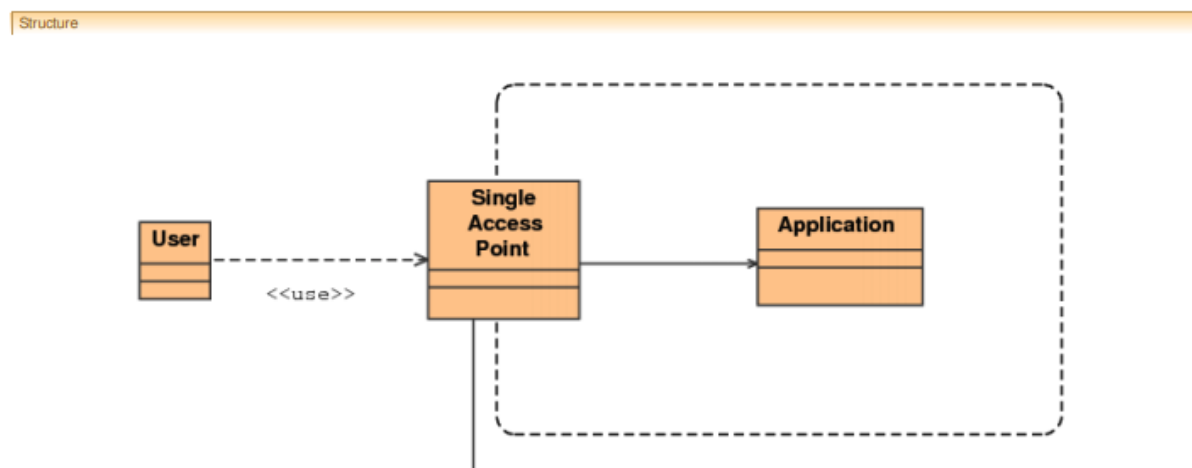 Structure
Single
Access
Point
User
Application
<<use>>